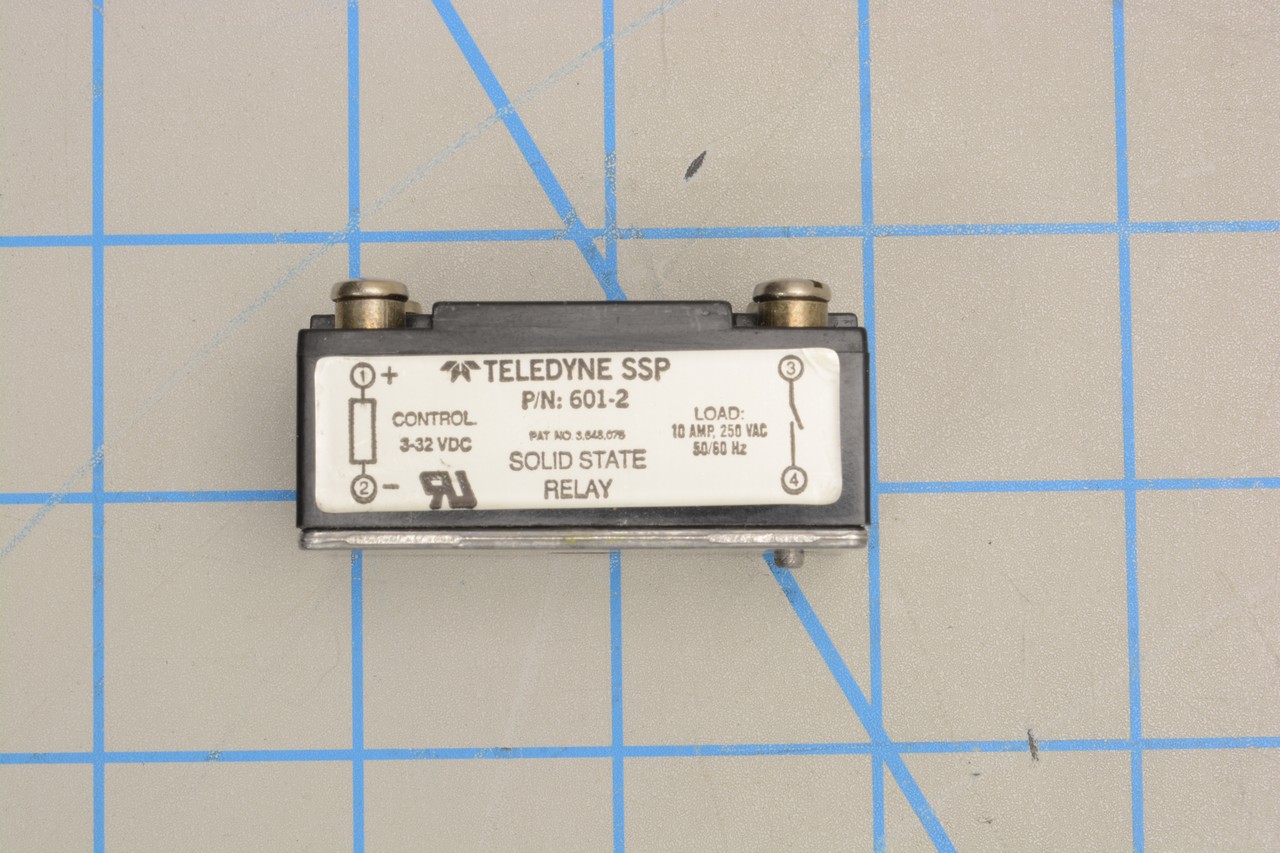 TELEDYNE SSP
P/N: 601-2
PAT NO. 3,648,075
SOLID STATE
RELAY
1 +
CONTROL
3-32 VDC
2 -
LOAD:
10 AMP, 250 VAC
50/60 Hz
3
4